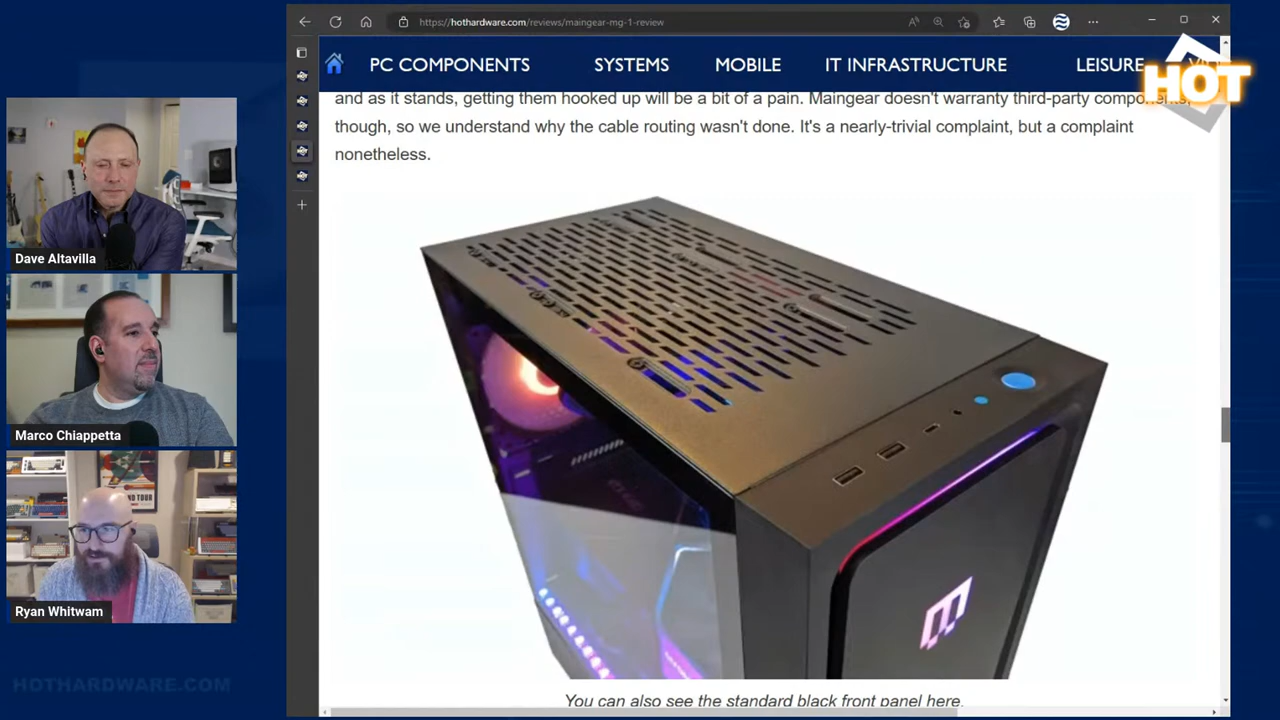 https://hothardware.com/reviews/maingear-mg-1-review
PC COMPONENTS SYSTEMS MOBILE IT INFRASTRUCTURE LEISURE
HOT
and as it stands, getting them hooked up will be a bit of a pain. Maingear doesn't warranty third-party components,
though, so we understand why the cable routing wasn't done. It's a nearly-trivial complaint, but a complaint
nonetheless.
Dave Altavilla
Marco Chiappetta
Ryan Whitwam
HOTHARDWARE.COM
You can also see the standard black front panel here.